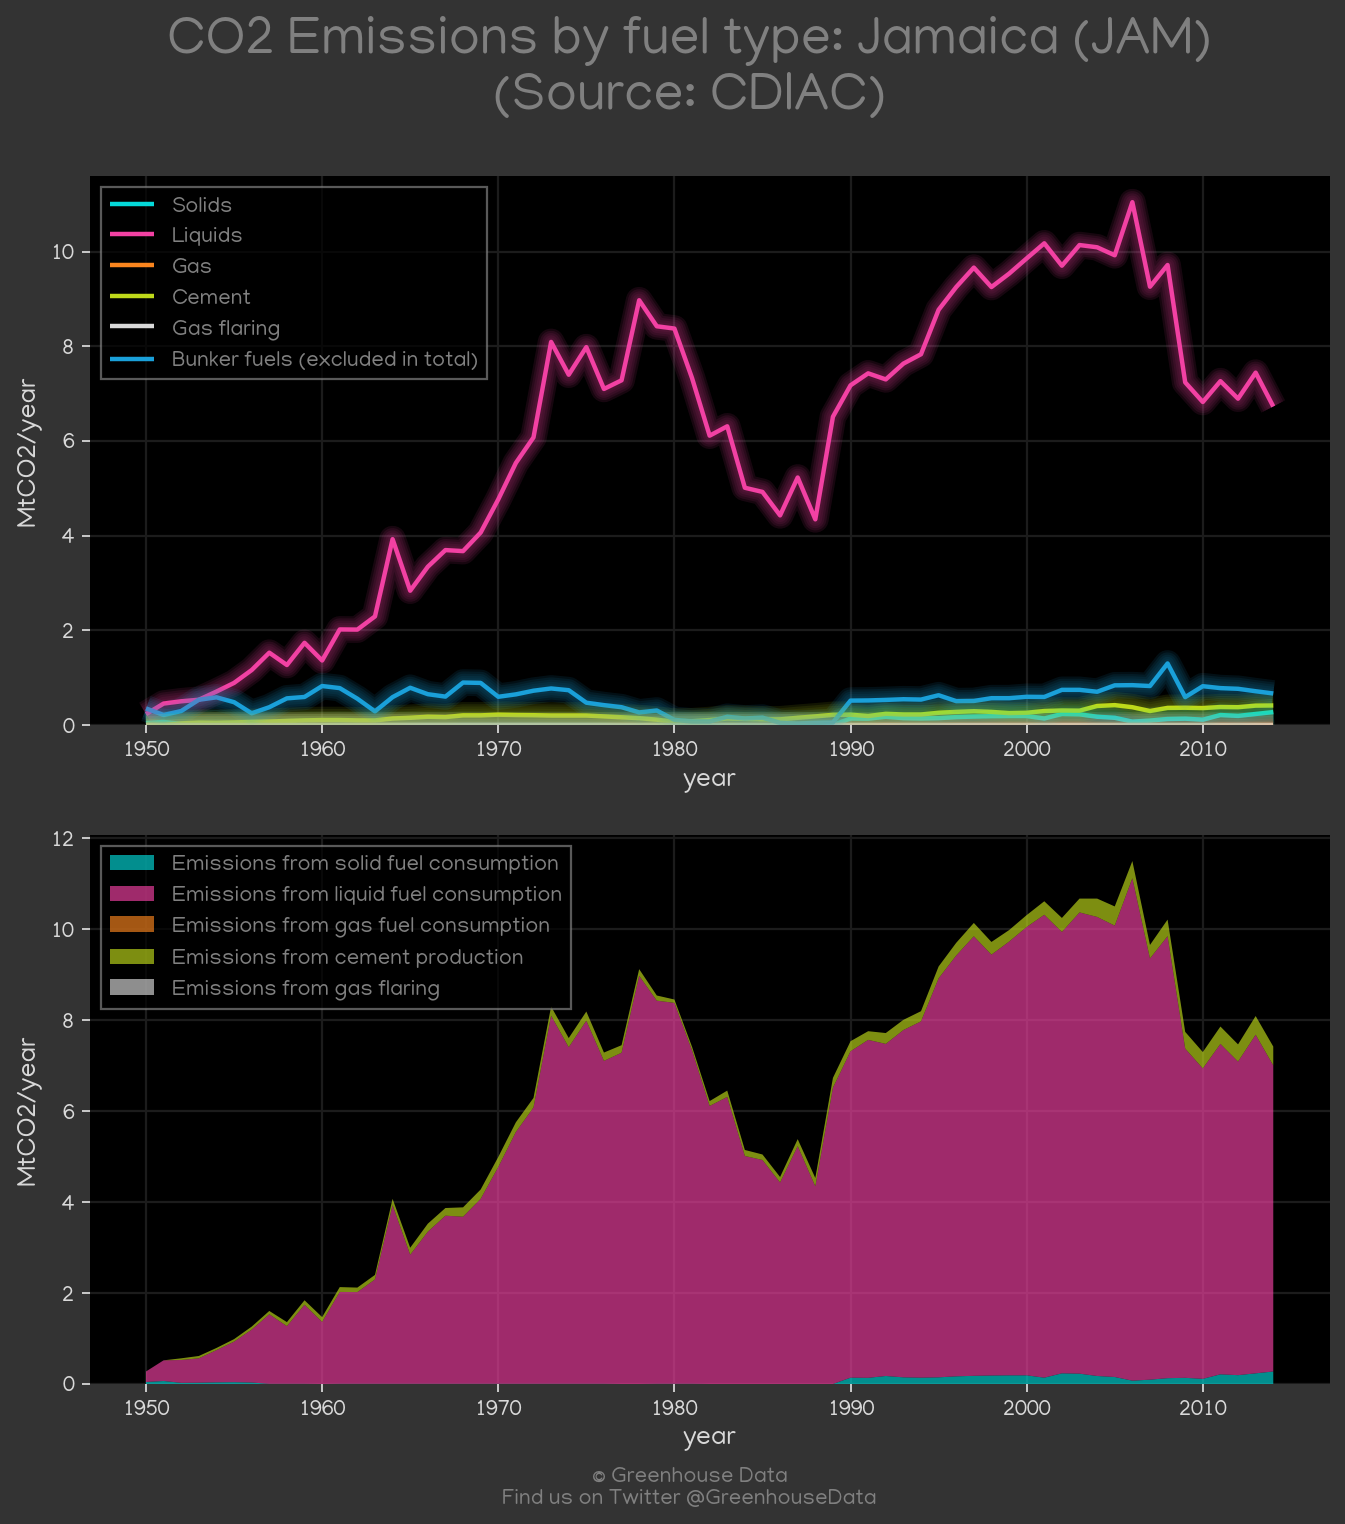 CO2 Emissions by fuel type: Jamaica (JAM)
(Source: CDIAC)
Solids
Liquids
Gas
Cement
Gas flaring
Bunker fuels (excluded in total)
MtCO2/year
10
8
6
4
2
0
1950 1960 1970 1980 1990 2000 2010
year
Emissions from solid fuel consumption
Emissions from liquid fuel consumption
Emissions from gas fuel consumption
Emissions from cement production
Emissions from gas flaring
MtCO2/year
12
10
8
6
4
2
0
1950 1960 1970 1980 1990 2000 2010
year
© Greenhouse Data
Find us on Twitter @GreenhouseData